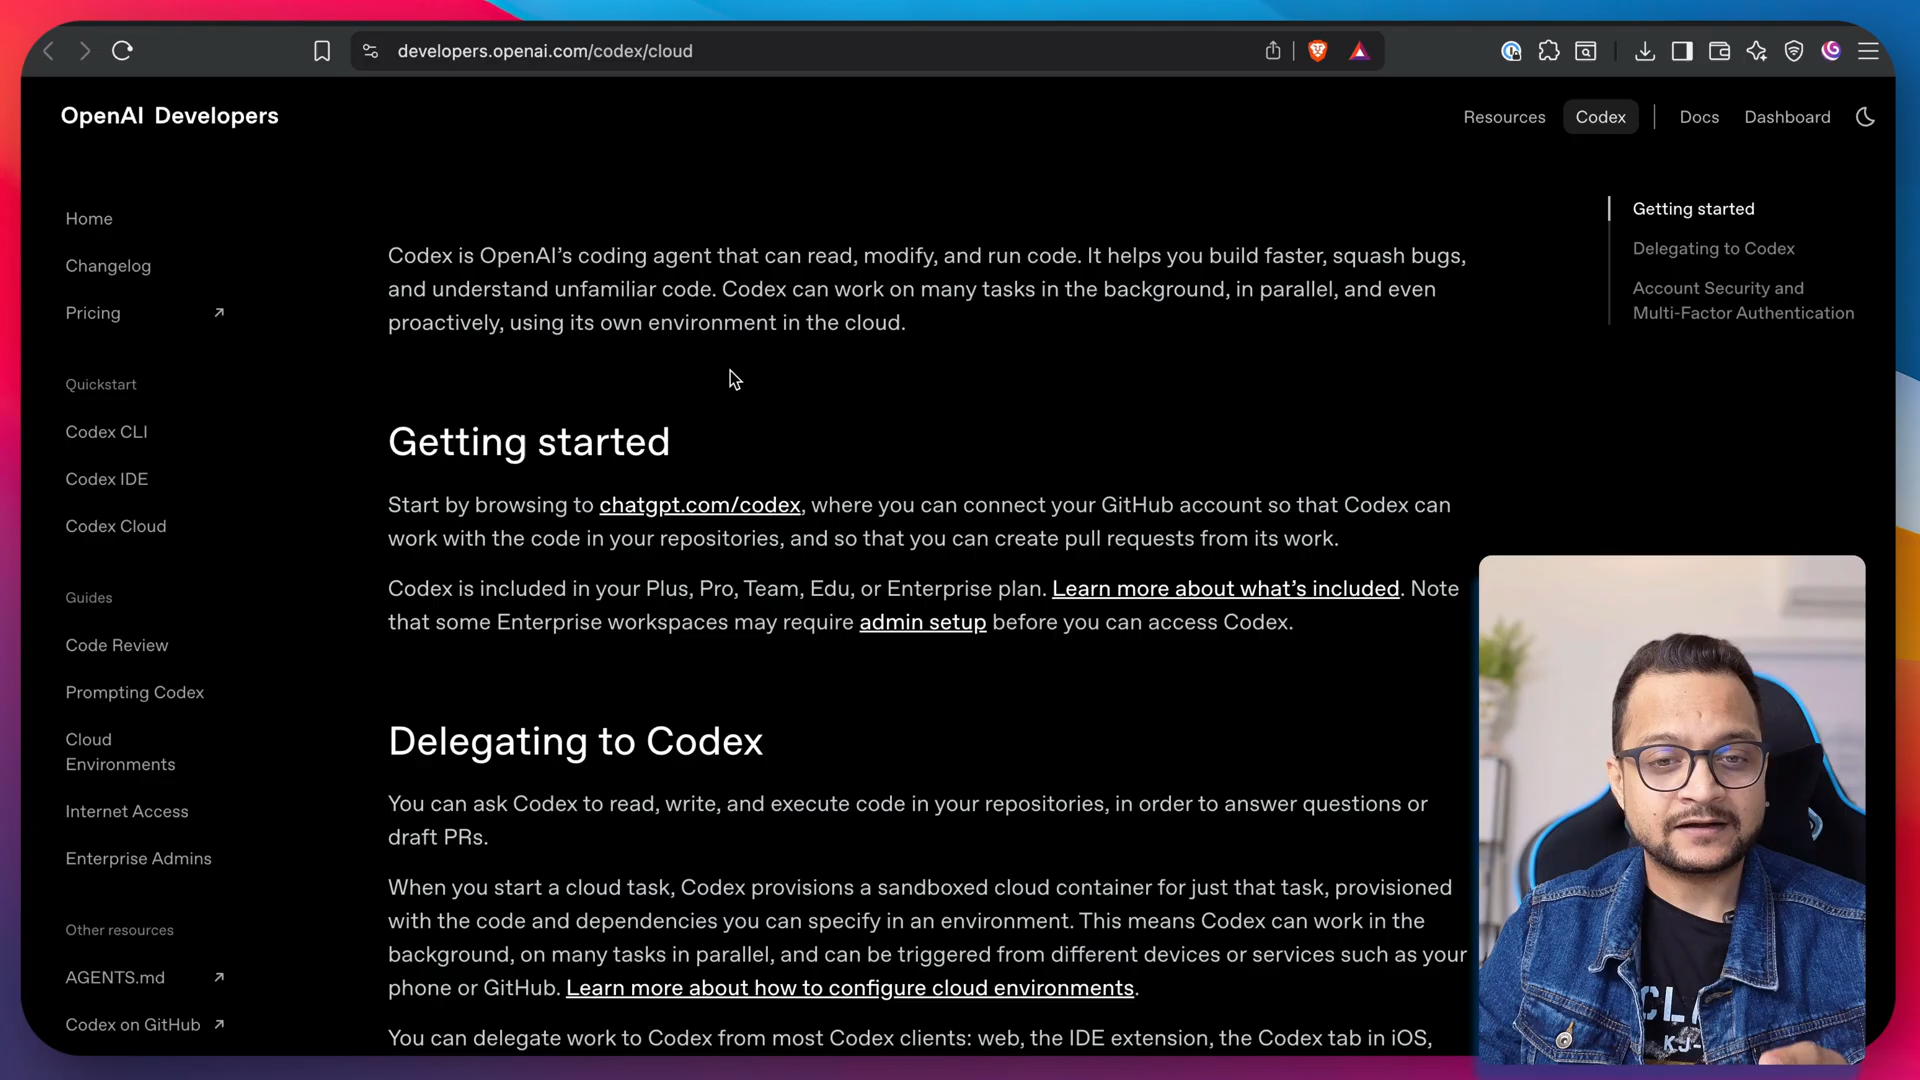 developers.openai.com/codex/cloud
OpenAI Developers
Resources
Codex
Docs
Dashboard
Home
Changelog
Pricing
Quickstart
Codex CLI
Codex IDE
Codex Cloud
Guides
Code Review
Prompting Codex
Cloud
Environments
Internet Access
Enterprise Admins
Other resources
AGENTS.md
Codex on GitHub
Codex is OpenAI’s coding agent that can read, modify, and run code. It helps you build faster, squash bugs,
and understand unfamiliar code. Codex can work on many tasks in the background, in parallel, and even
proactively, using its own environment in the cloud.
Getting started
Start by browsing to chatgpt.com/codex, where you can connect your GitHub account so that Codex can
work with the code in your repositories, and so that you can create pull requests from its work.
Codex is included in your Plus, Pro, Team, Edu, or Enterprise plan. Learn more about what’s included. Note
that some Enterprise workspaces may require admin setup before you can access Codex.
Delegating to Codex
You can ask Codex to read, write, and execute code in your repositories, in order to answer questions or
draft PRs.
When you start a cloud task, Codex provisions a sandboxed cloud container for just that task, provisioned
with the code and dependencies you can specify in an environment. This means Codex can work in the
background, on many tasks in parallel, and can be triggered from different devices or services such as your
phone or GitHub. Learn more about how to configure cloud environments.
You can delegate work to Codex from most Codex clients: web, the IDE extension, the Codex tab in iOS,
Getting started
Delegating to Codex
Account Security and
Multi-Factor Authentication